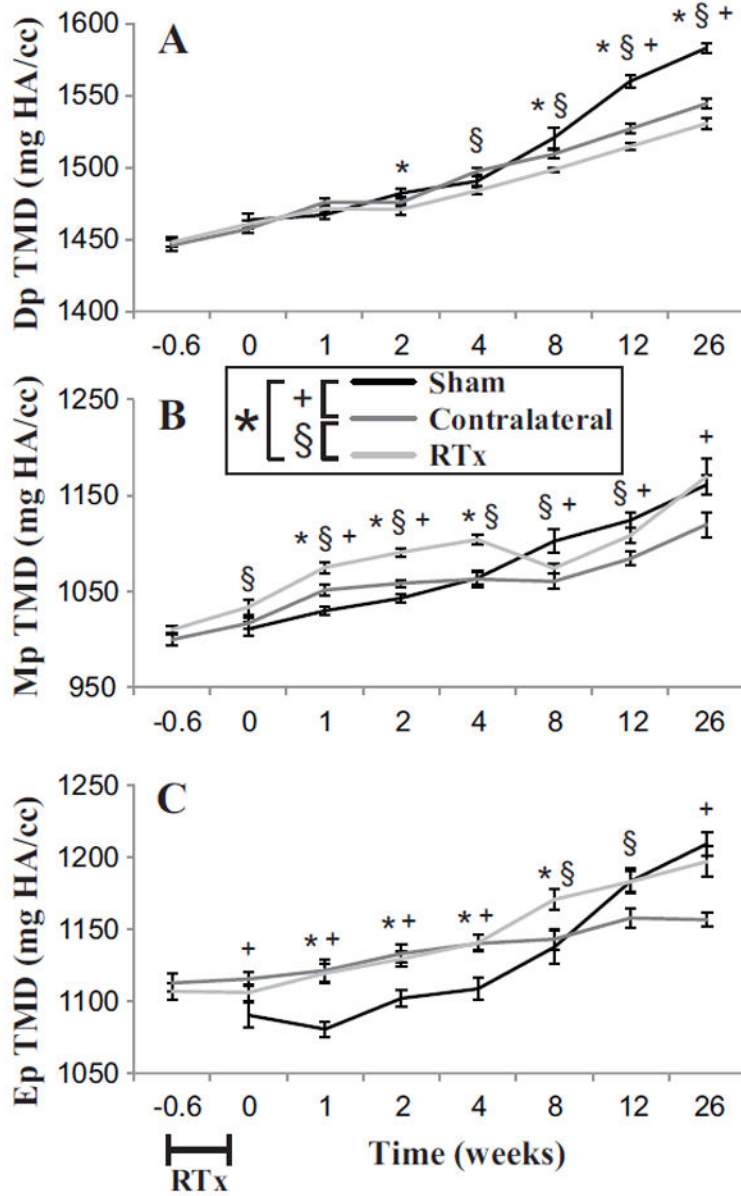 A
Dp TMD (mg HA/cc)
1600
* § +
* § +
1550
* §
§
1500
*
1450
1400
-0.6 0 1 2 4 8 12 26
B
Mp TMD (mg HA/cc)
* + Sham
§ Contralateral
RTx
1250
+
1150
* § + * § + * § § + § +
§
1050
950
-0.6 0 1 2 4 8 12 26
C
Ep TMD (mg HA/cc)
1250
+
1200
* § §
1150
+ * + * + * +
1100
1050
-0.6 0 1 2 4 8 12 26
RTx
Time (weeks)